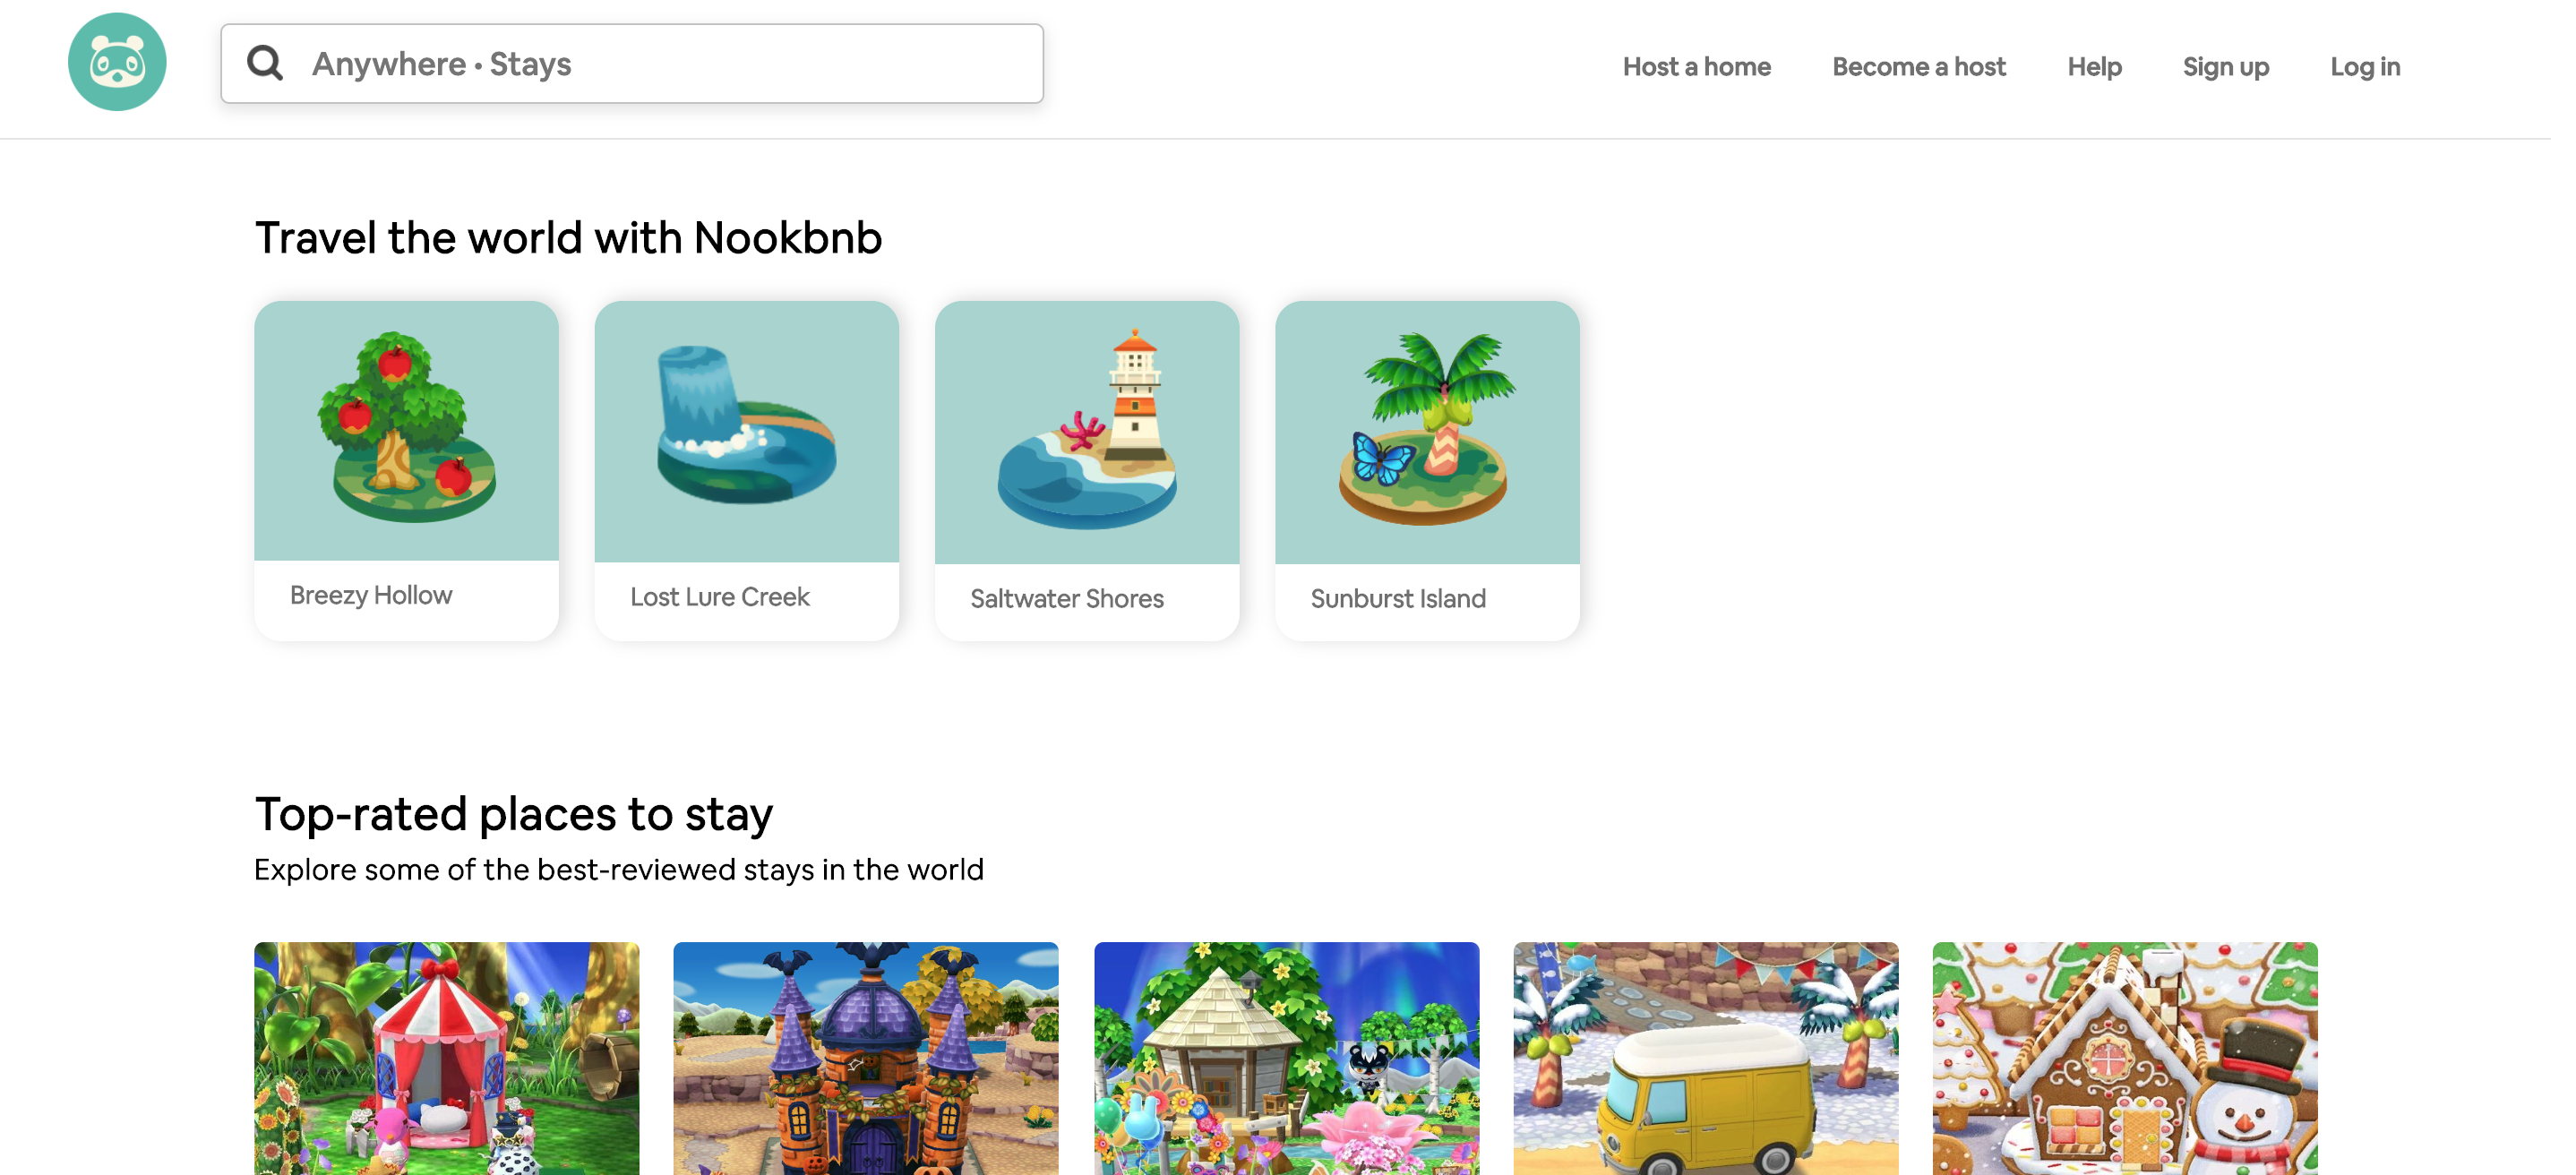 Anywhere • Stays
Host a home
Become a host
Help
Sign up
Log in
Travel the world with Nookbnb
Breezy Hollow
Lost Lure Creek
Saltwater Shores
Sunburst Island
Top-rated places to stay
Explore some of the best-reviewed stays in the world